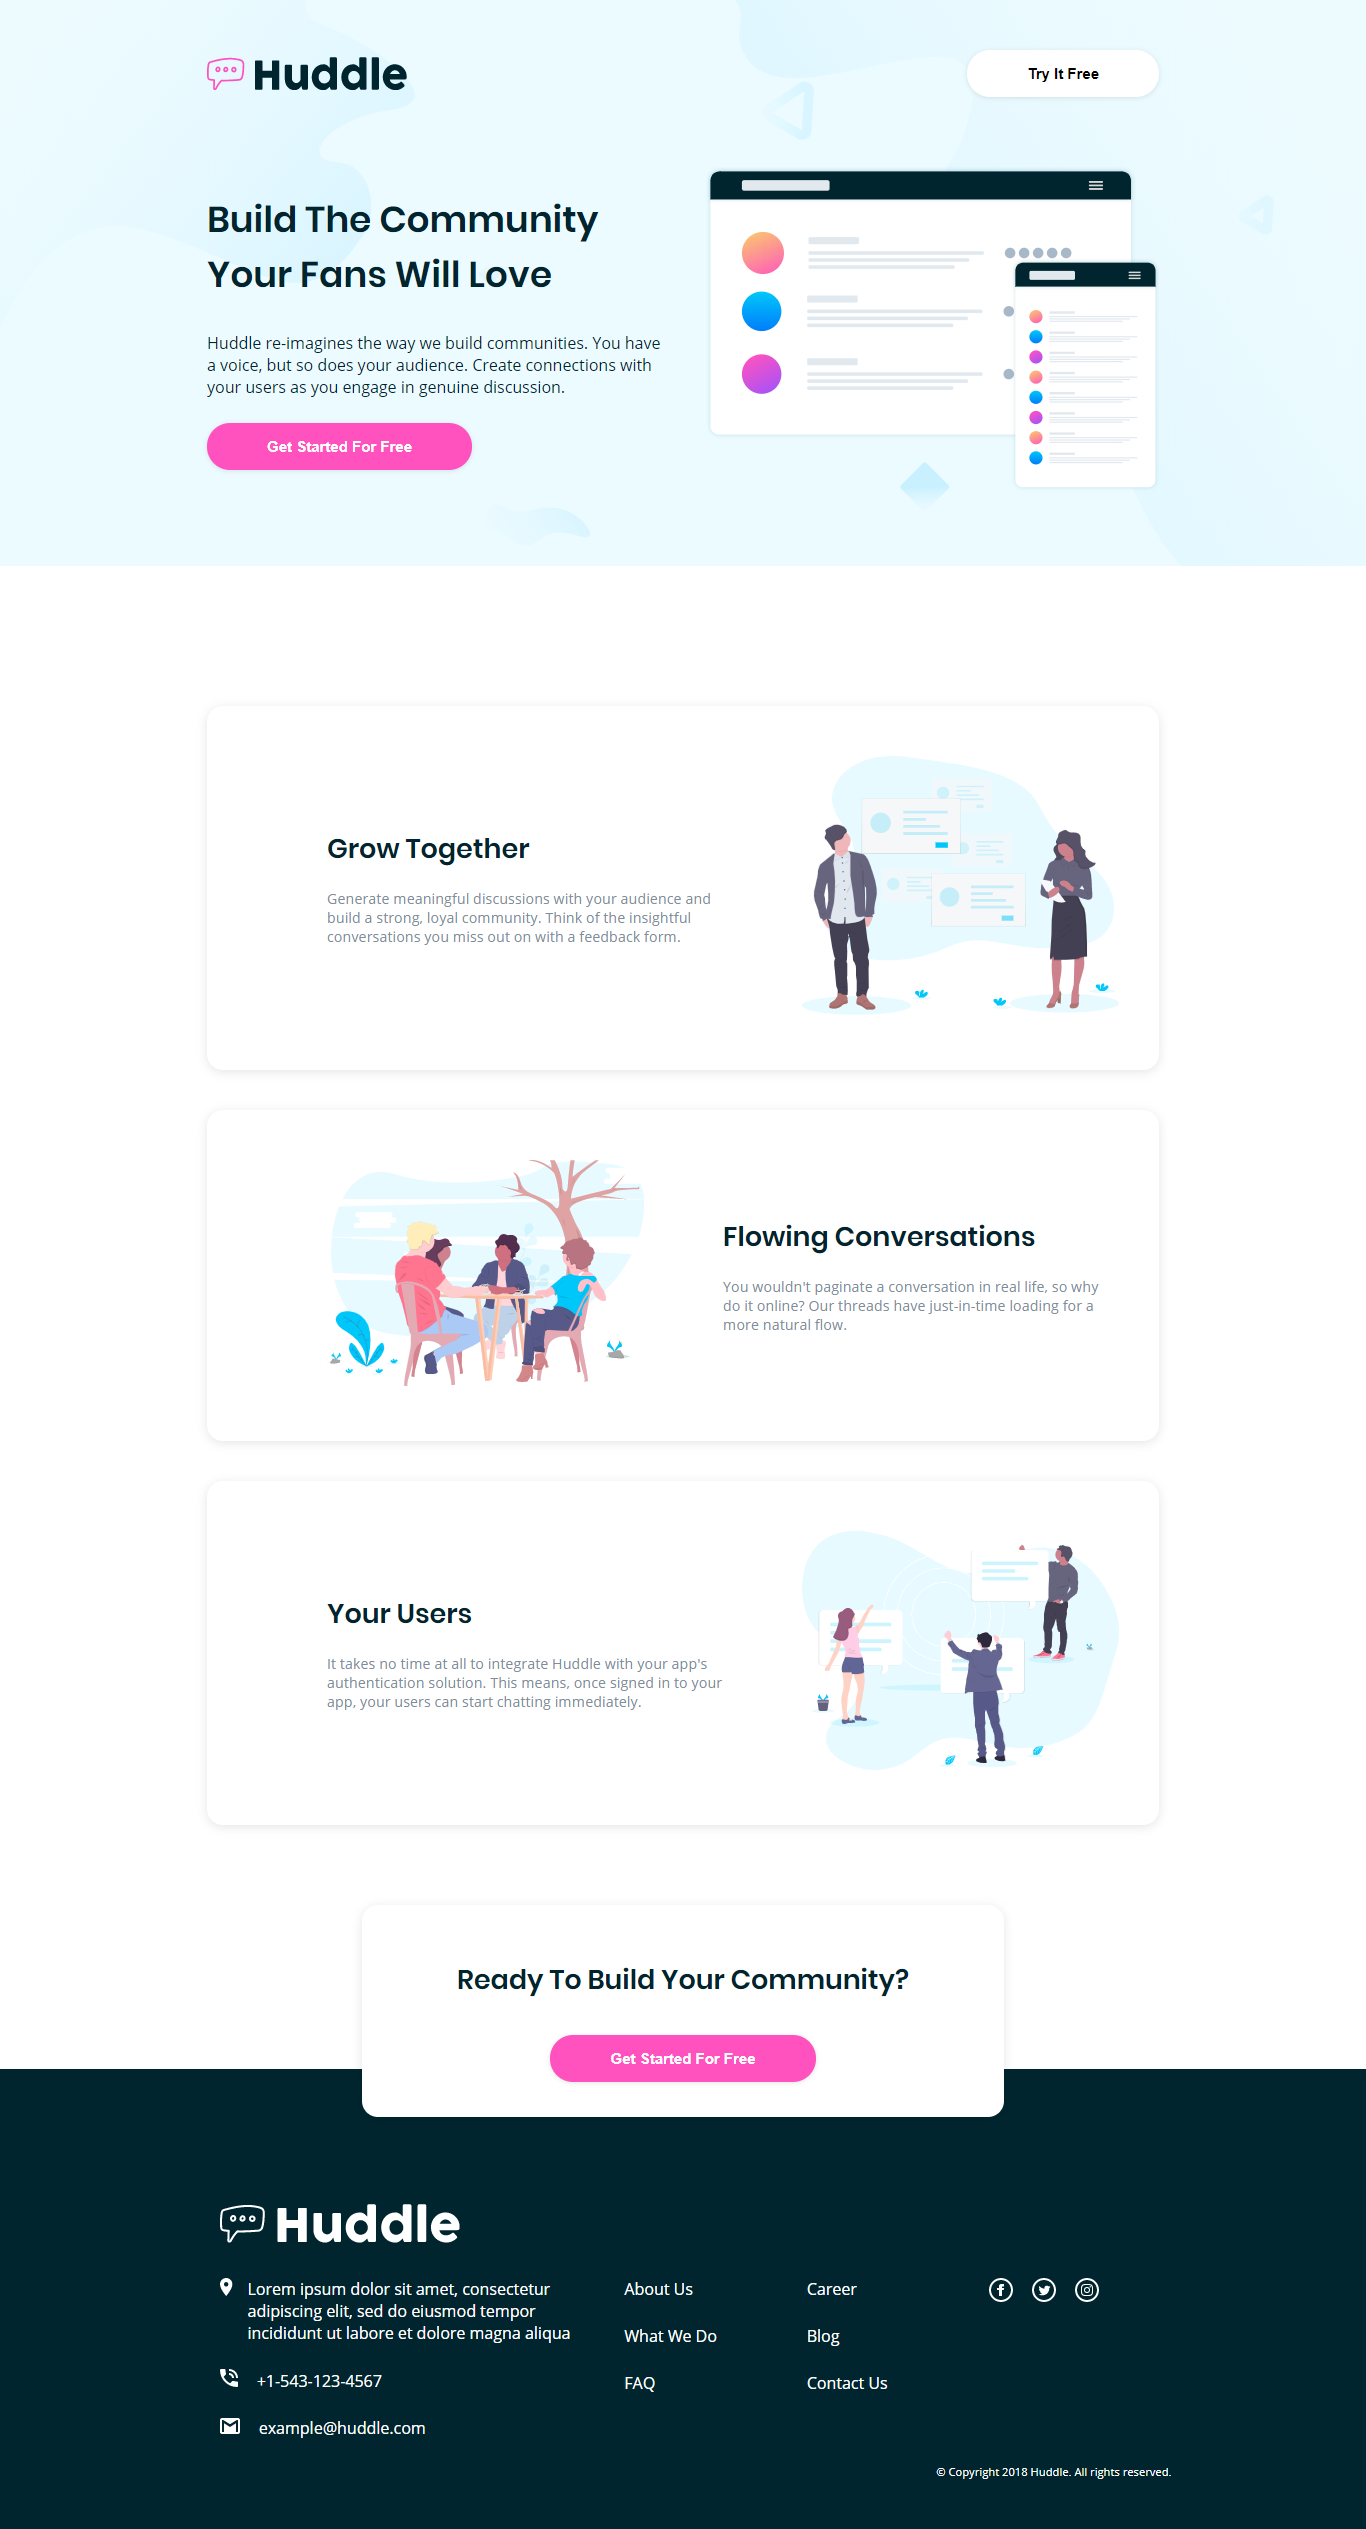 Huddle
Try It Free
Build The Community
Your Fans Will Love
Huddle re-imagines the way we build communities. You have
a voice, but so does your audience. Create connections with
your users as you engage in genuine discussion.
Get Started For Free
Grow Together
Generate meaningful discussions with your audience and
build a strong, loyal community. Think of the insightful
conversations you miss out on with a feedback form.
Flowing Conversations
You wouldn't paginate a conversation in real life, so why
do it online? Our threads have just-in-time loading for a
more natural flow.
Your Users
It takes no time at all to integrate Huddle with your app's
authentication solution. This means, once signed in to your
app, your users can start chatting immediately.
Ready To Build Your Community?
Get Started For Free
Huddle
Lorem ipsum dolor sit amet, consectetur
adipiscing elit, sed do eiusmod tempor
incididunt ut labore et dolore magna aliqua
+1-543-123-4567
example@huddle.com
About Us
What We Do
FAQ
Career
Blog
Contact Us
© Copyright 2018 Huddle. All rights reserved.